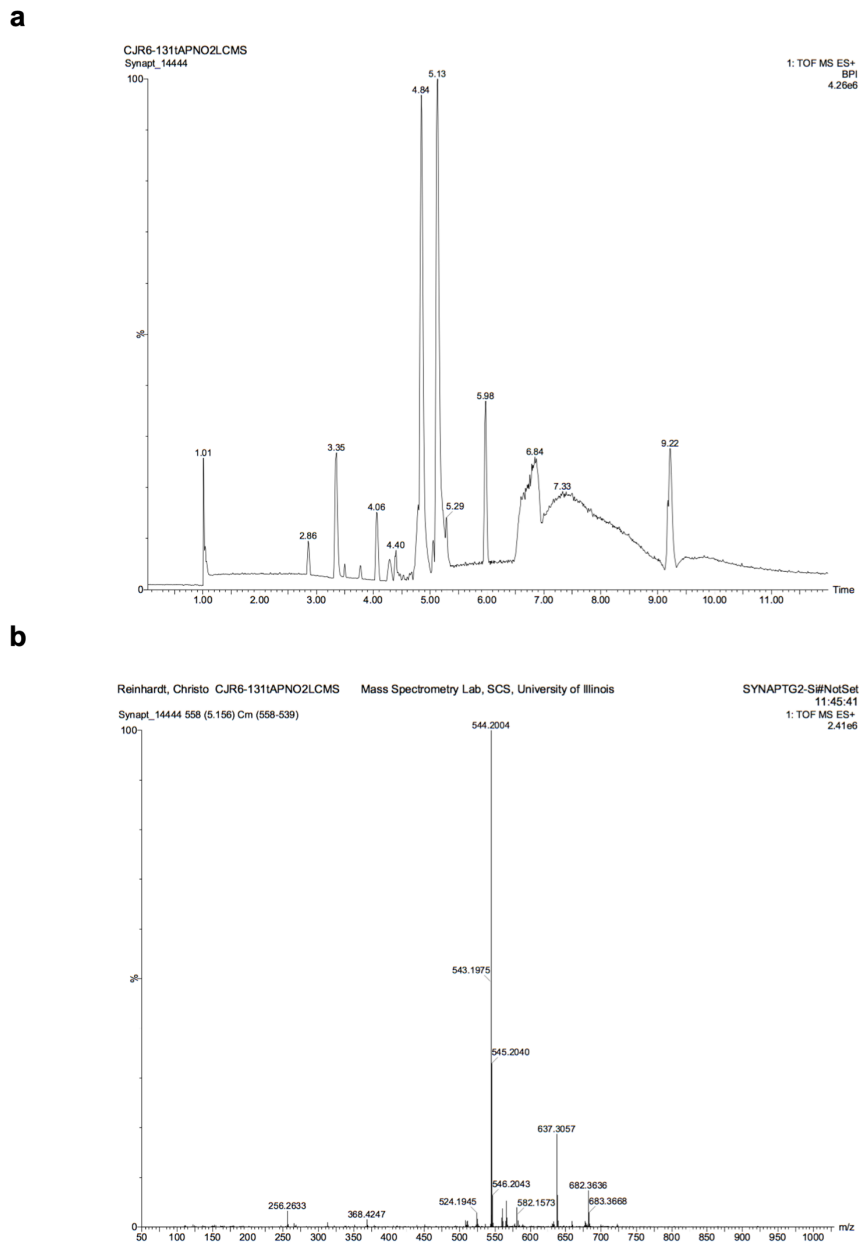 a
CJR6-131tAPNO2LCMS
Synapt_14444
1: TOF MS ES+
BPI
4.26e6
100
%
0
5.13
4.84
5.98
6.84
7.33
9.22
1.01
3.35
2.86
4.06
4.40
5.29
1.00 2.00 3.00 4.00 5.00 6.00 7.00 8.00 9.00 10.00 11.00 Time
b
Reinhardt, Christo CJR6-131tAPNO2LCMS Mass Spectrometry Lab, SCS, University of Illinois SYNAPTG2-Si#NotSet
11:45:41
Synapt_14444 558 (5.156) Cm (558-539) 1: TOF MS ES+
2.41e6
100
%
0
544.2004
543.1975
545.2040
637.3057
546.2043
682.3636
524.1945
582.1573
683.3668
256.2633
368.4247
50 100 150 200 250 300 350 400 450 500 550 600 650 700 750 800 850 900 950 1000 m/z